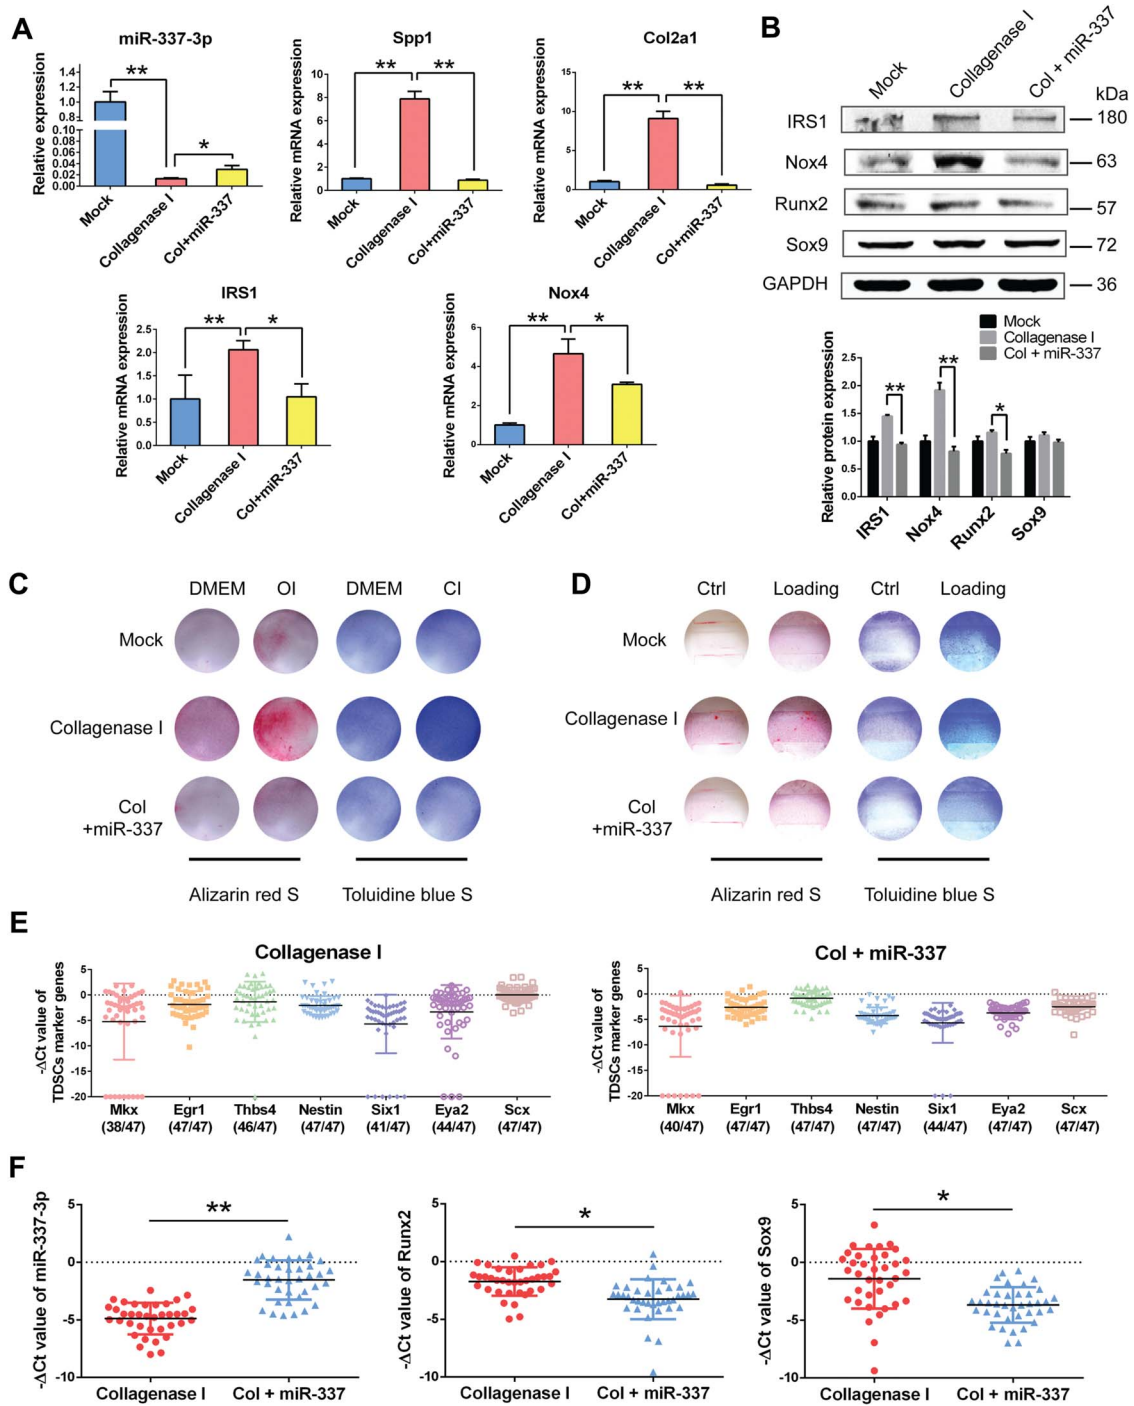 A
miR-337-3p
Relative expression
1.4
1.2
1.0
0.8
0.10
0.08
0.06
0.04
0.02
0.00
**
*
Mock
Collagenase I
Col+miR-337
Spp1
Relative mRNA expression
10
8
6
4
2
0
**
**
Mock
Collagenase I
Col+miR-337
Col2a1
Relative mRNA expression
15
10
5
0
**
**
Mock
Collagenase I
Col+miR-337
IRS1
Relative mRNA expression
2.5
2.0
1.5
1.0
0.5
0.0
**
*
Mock
Collagenase I
Col+miR-337
Nox4
Relative mRNA expression
6
4
2
0
**
*
Mock
Collagenase I
Col+miR-337
B
Mock
Collagenase I
Col + miR-337
kDa
IRS1
180
Nox4
63
Runx2
57
Sox9
72
GAPDH
36
Mock
Collagenase I
Col + miR-337
Relative protein expression
2.5
2.0
1.5
1.0
0.5
0.0
**
**
*
IRS1
Nox4
Runx2
Sox9
C
DMEM OI DMEM CI
Mock
Collagenase I
Col
+miR-337
Alizarin red S Toluidine blue S
D
Ctrl Loading Ctrl Loading
Mock
Collagenase I
Col
+miR-337
Alizarin red S Toluidine blue S
E
Collagenase I
-ΔCt value of
TDSCs marker genes
5
0
-5
-10
-15
-20
Mkx Egr1 Thbs4 Nestin Six1 Eya2 Scx
(38/47) (47/47) (46/47) (47/47) (41/47) (44/47) (47/47)
Col + miR-337
-ΔCt value of
TDSCs marker genes
5
0
-5
-10
-15
-20
Mkx Egr1 Thbs4 Nestin Six1 Eya2 Scx
(40/47) (47/47) (47/47) (47/47) (44/47) (47/47) (47/47)
F
-ΔCt value of miR-337-3p
5
0
-5
-10
**
Collagenase I Col + miR-337
-ΔCt value of Runx2
5
0
-5
-10
*
Collagenase I Col + miR-337
-ΔCt value of Sox9
5
0
-5
-10
*
Collagenase I Col + miR-337